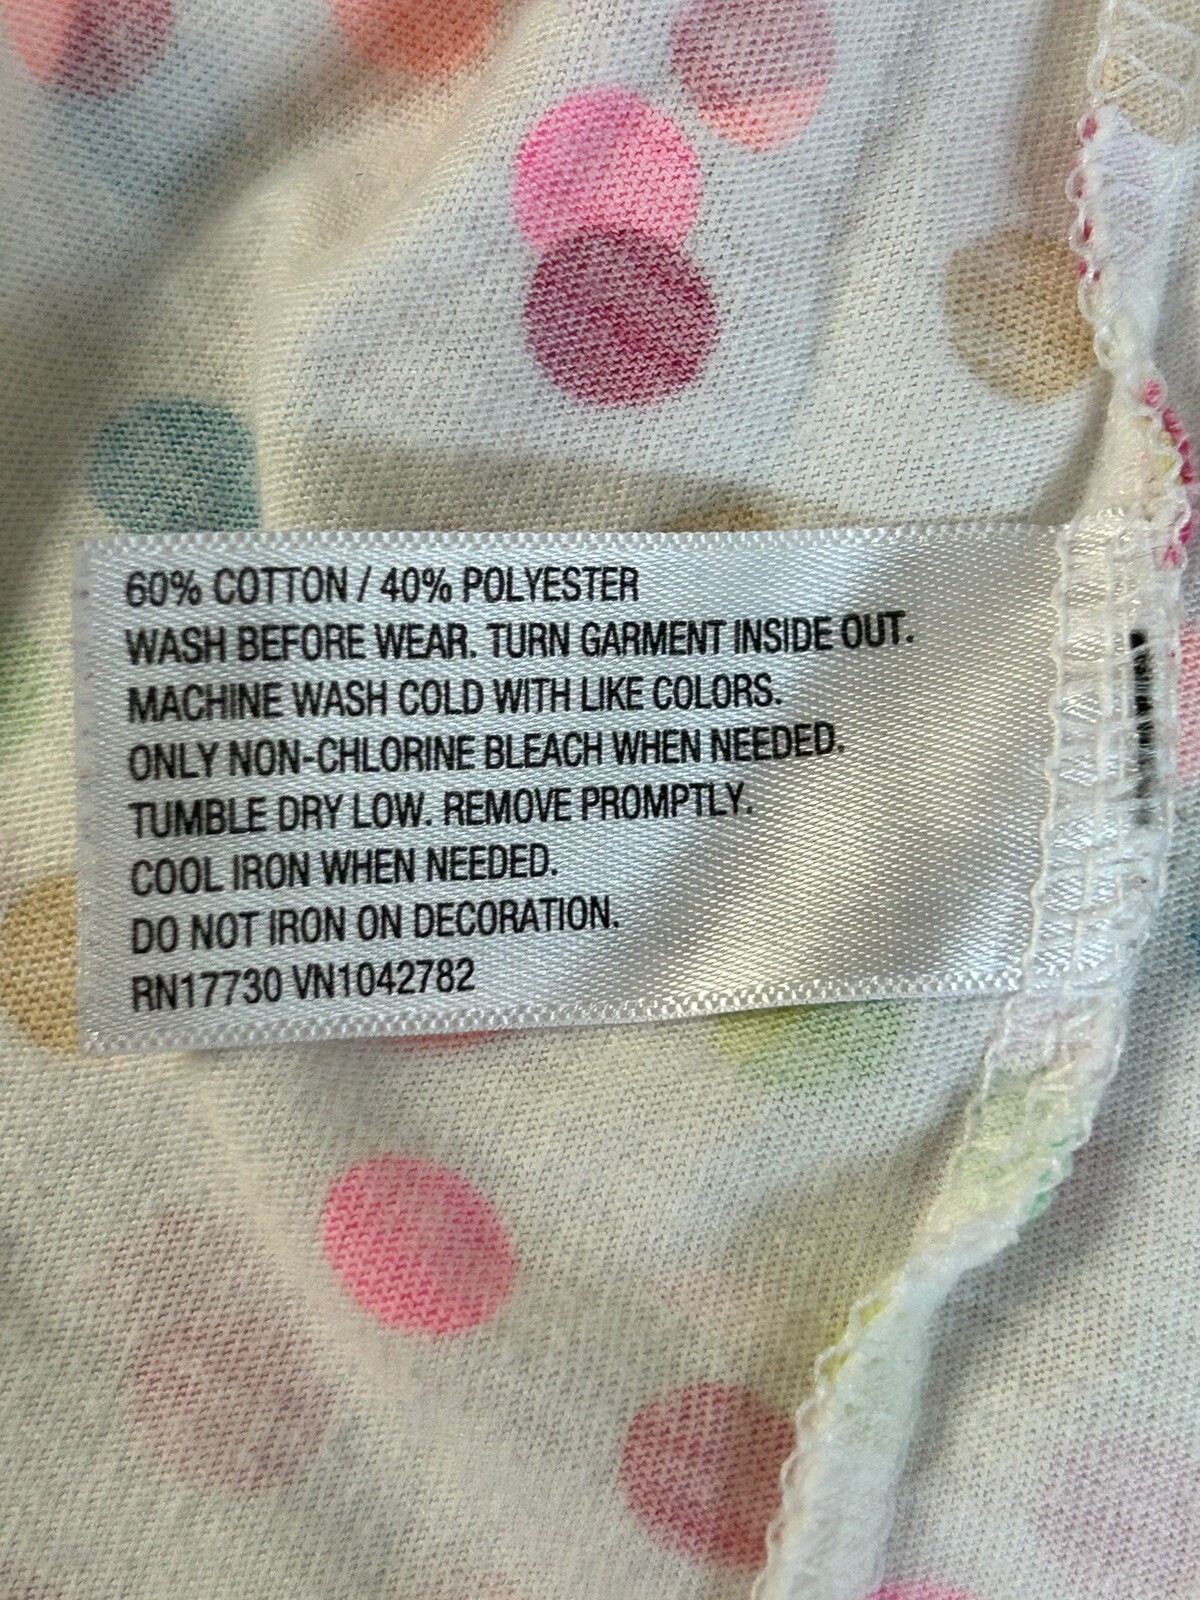 60% COTTON / 40% POLYESTER
WASH BEFORE WEAR. TURN GARMENT INSIDE OUT.
MACHINE WASH COLD WITH LIKE COLORS.
ONLY NON-CHLORINE BLEACH WHEN NEEDED.
TUMBLE DRY LOW. REMOVE PROMPTLY.
COOL IRON WHEN NEEDED.
DO NOT IRON ON DECORATION.
RN17730 VN1042782